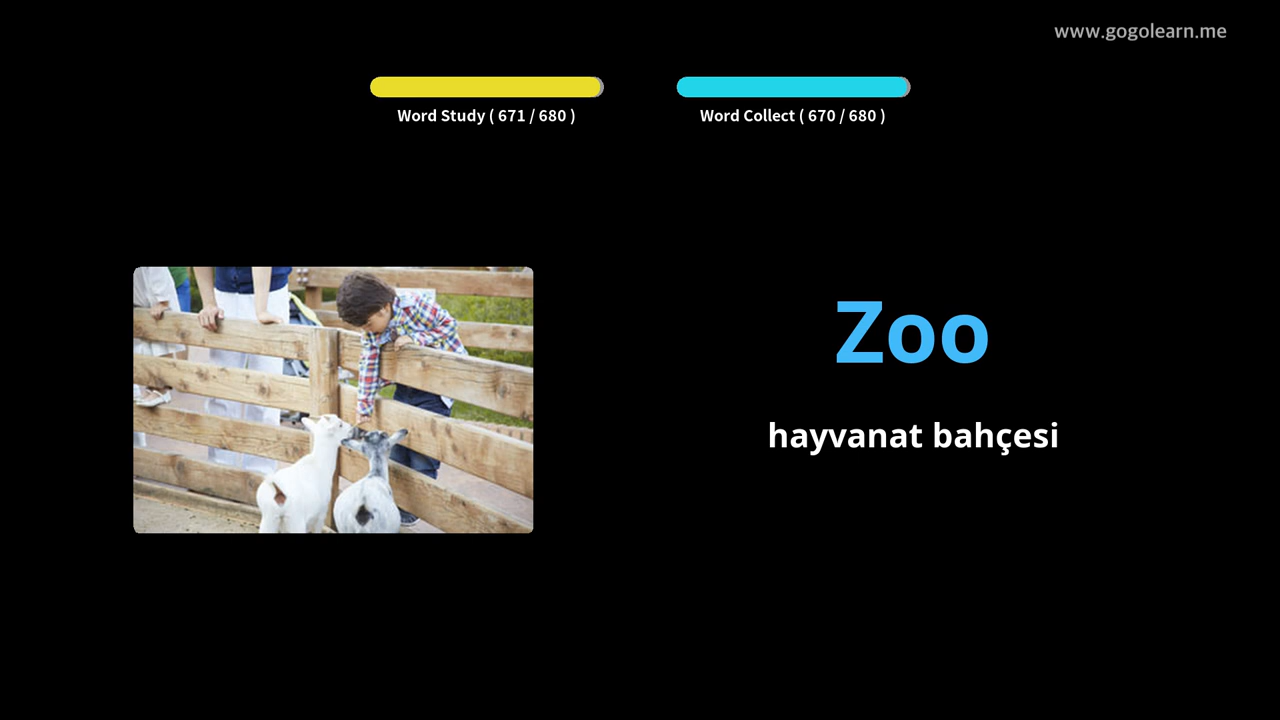 www.gogolearn.me
Word Study ( 671 / 680 )
Word Collect ( 670 / 680 )
Zoo
hayvanat bahçesi